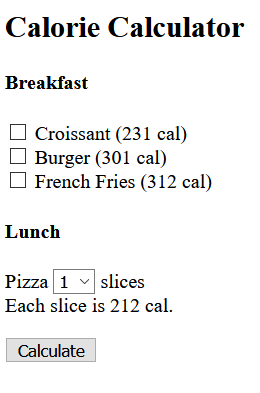 Calorie Calculator
Breakfast
Croissant (231 cal)
Burger (301 cal)
French Fries (312 cal)
Lunch
Pizza 1 slices
Each slice is 212 cal.
Calculate